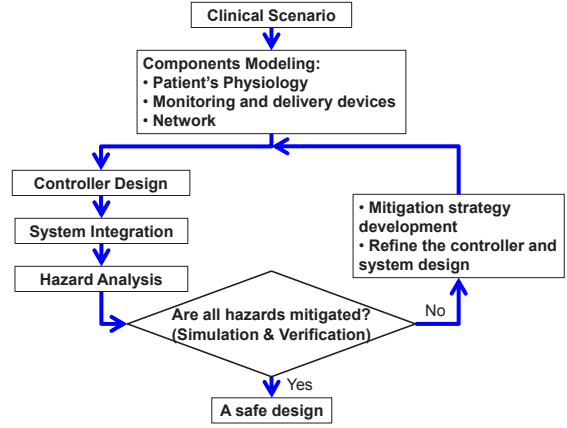 Clinical Scenario
Components Modeling:
• Patient's Physiology
• Monitoring and delivery devices
• Network
Controller Design
System Integration
Hazard Analysis
• Mitigation strategy
development
• Refine the controller and
system design
Are all hazards mitigated?
(Simulation & Verification)
No
Yes
A safe design